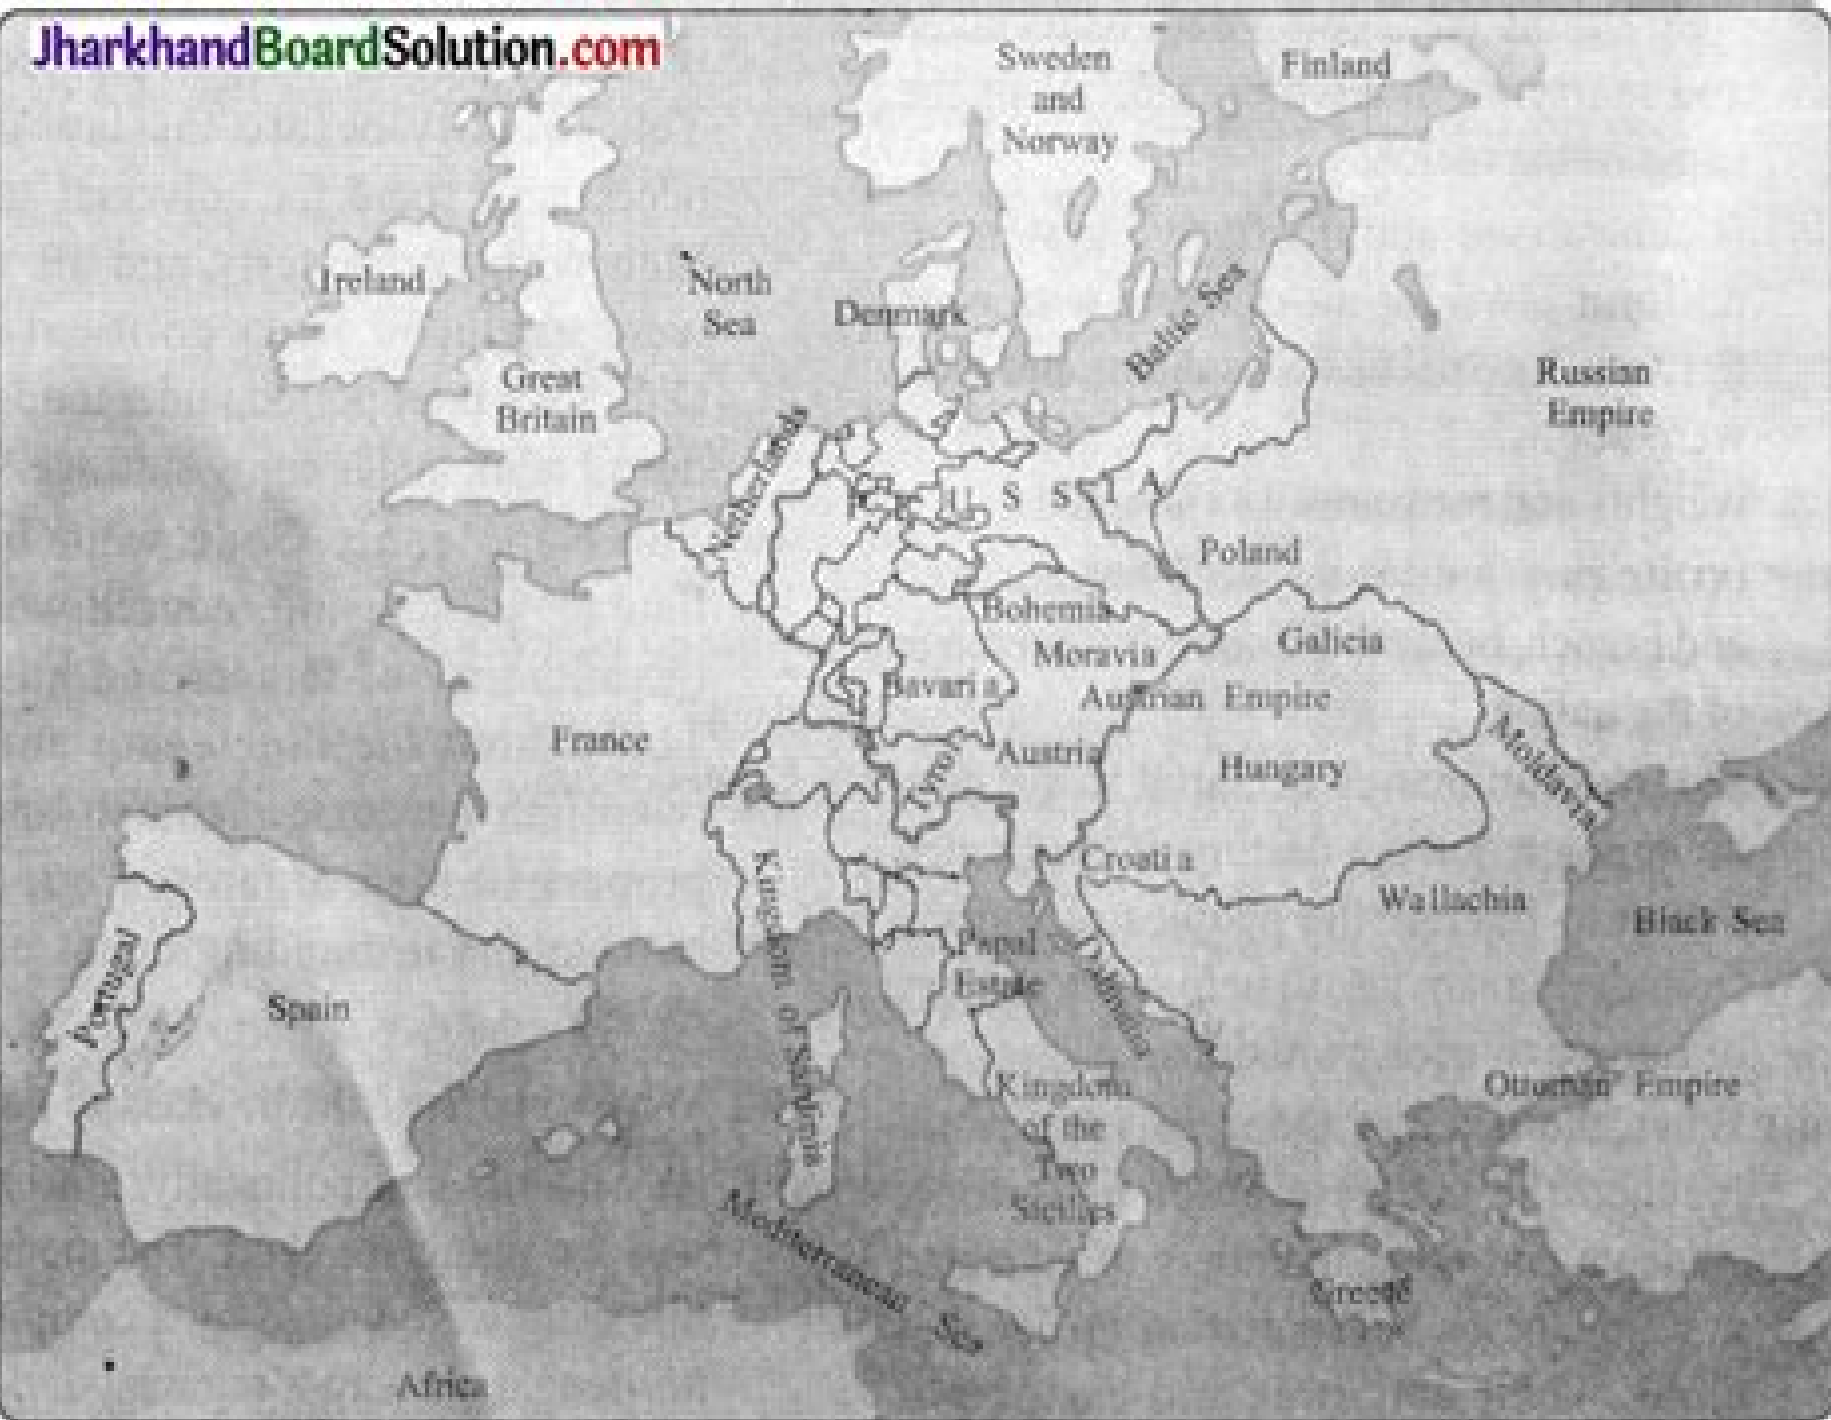 JharkhandBoardSolution.com
Sweden
and
Norway
Finland
Ireland
North
Sea
Denmark
Baltic Sea
Great
Britain
Russian
Empire
Netherlands
U S S I A
Poland
Bohemia
Galicia
Moravia
Bavaria
Austrian Empire
France
Austria
Tyrol
Hungary
Moldavia
Croatia
Wallachia
Black Sea
Kingdom of Sardinia
Papal
Estate
Dalmatia
Portugal
Spain
Kingdom
of the
Two
Sicilies
Ottoman Empire
Mediterranean Sea
Greece
Africa